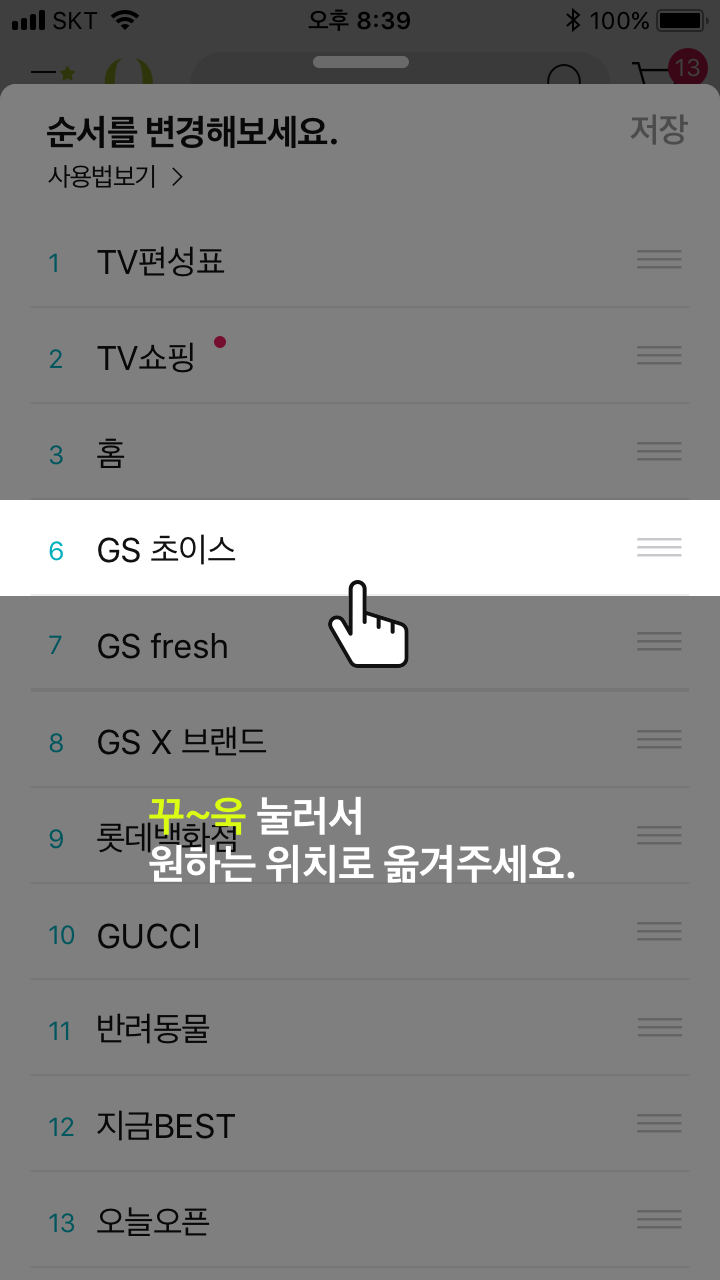 SKT 오후 8:39 100%
13
순서를 변경해보세요. 저장
사용법보기 >
1 TV편성표
2 TV쇼핑
3 홈
6 GS 초이스
7 GS fresh
8 GS X 브랜드
꾸~욱 눌러서
9 롯데백화점
원하는 위치로 옮겨주세요.
10 GUCCI
11 반려동물
12 지금BEST
13 오늘오픈